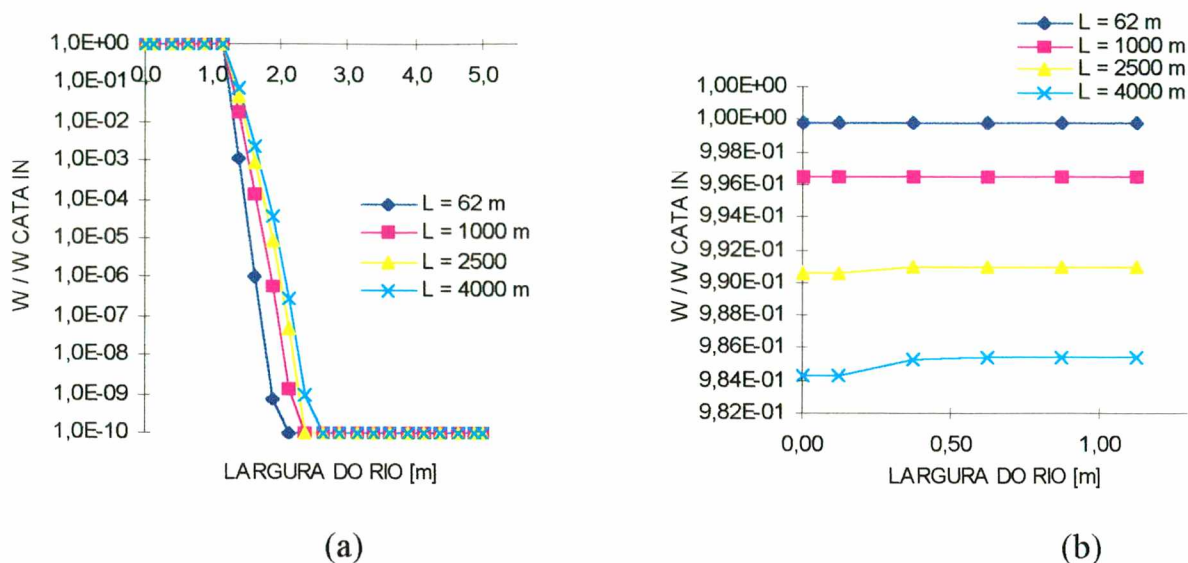 1,0E+00
1,0E-01
1,0E-02
1,0E-03
1,0E-04
1,0E-05
1,0E-06
1,0E-07
1,0E-08
1,0E-09
1,0E-10
0,0 1,0 2,0 3,0 4,0 5,0
W / W CATA IN
LARGURA DO RIO [m]
L = 62 m
L = 1000 m
L = 2500
L = 4000 m
(a)
L = 62 m
L = 1000 m
L = 2500 m
L = 4000 m
1,00E+00
1,00E+00
9,98E-01
9,96E-01
9,94E-01
9,92E-01
9,90E-01
9,88E-01
9,86E-01
9,84E-01
9,82E-01
0,00 0,50 1,00
W / W CATA IN
LARGURA DO RIO [m]
(b)